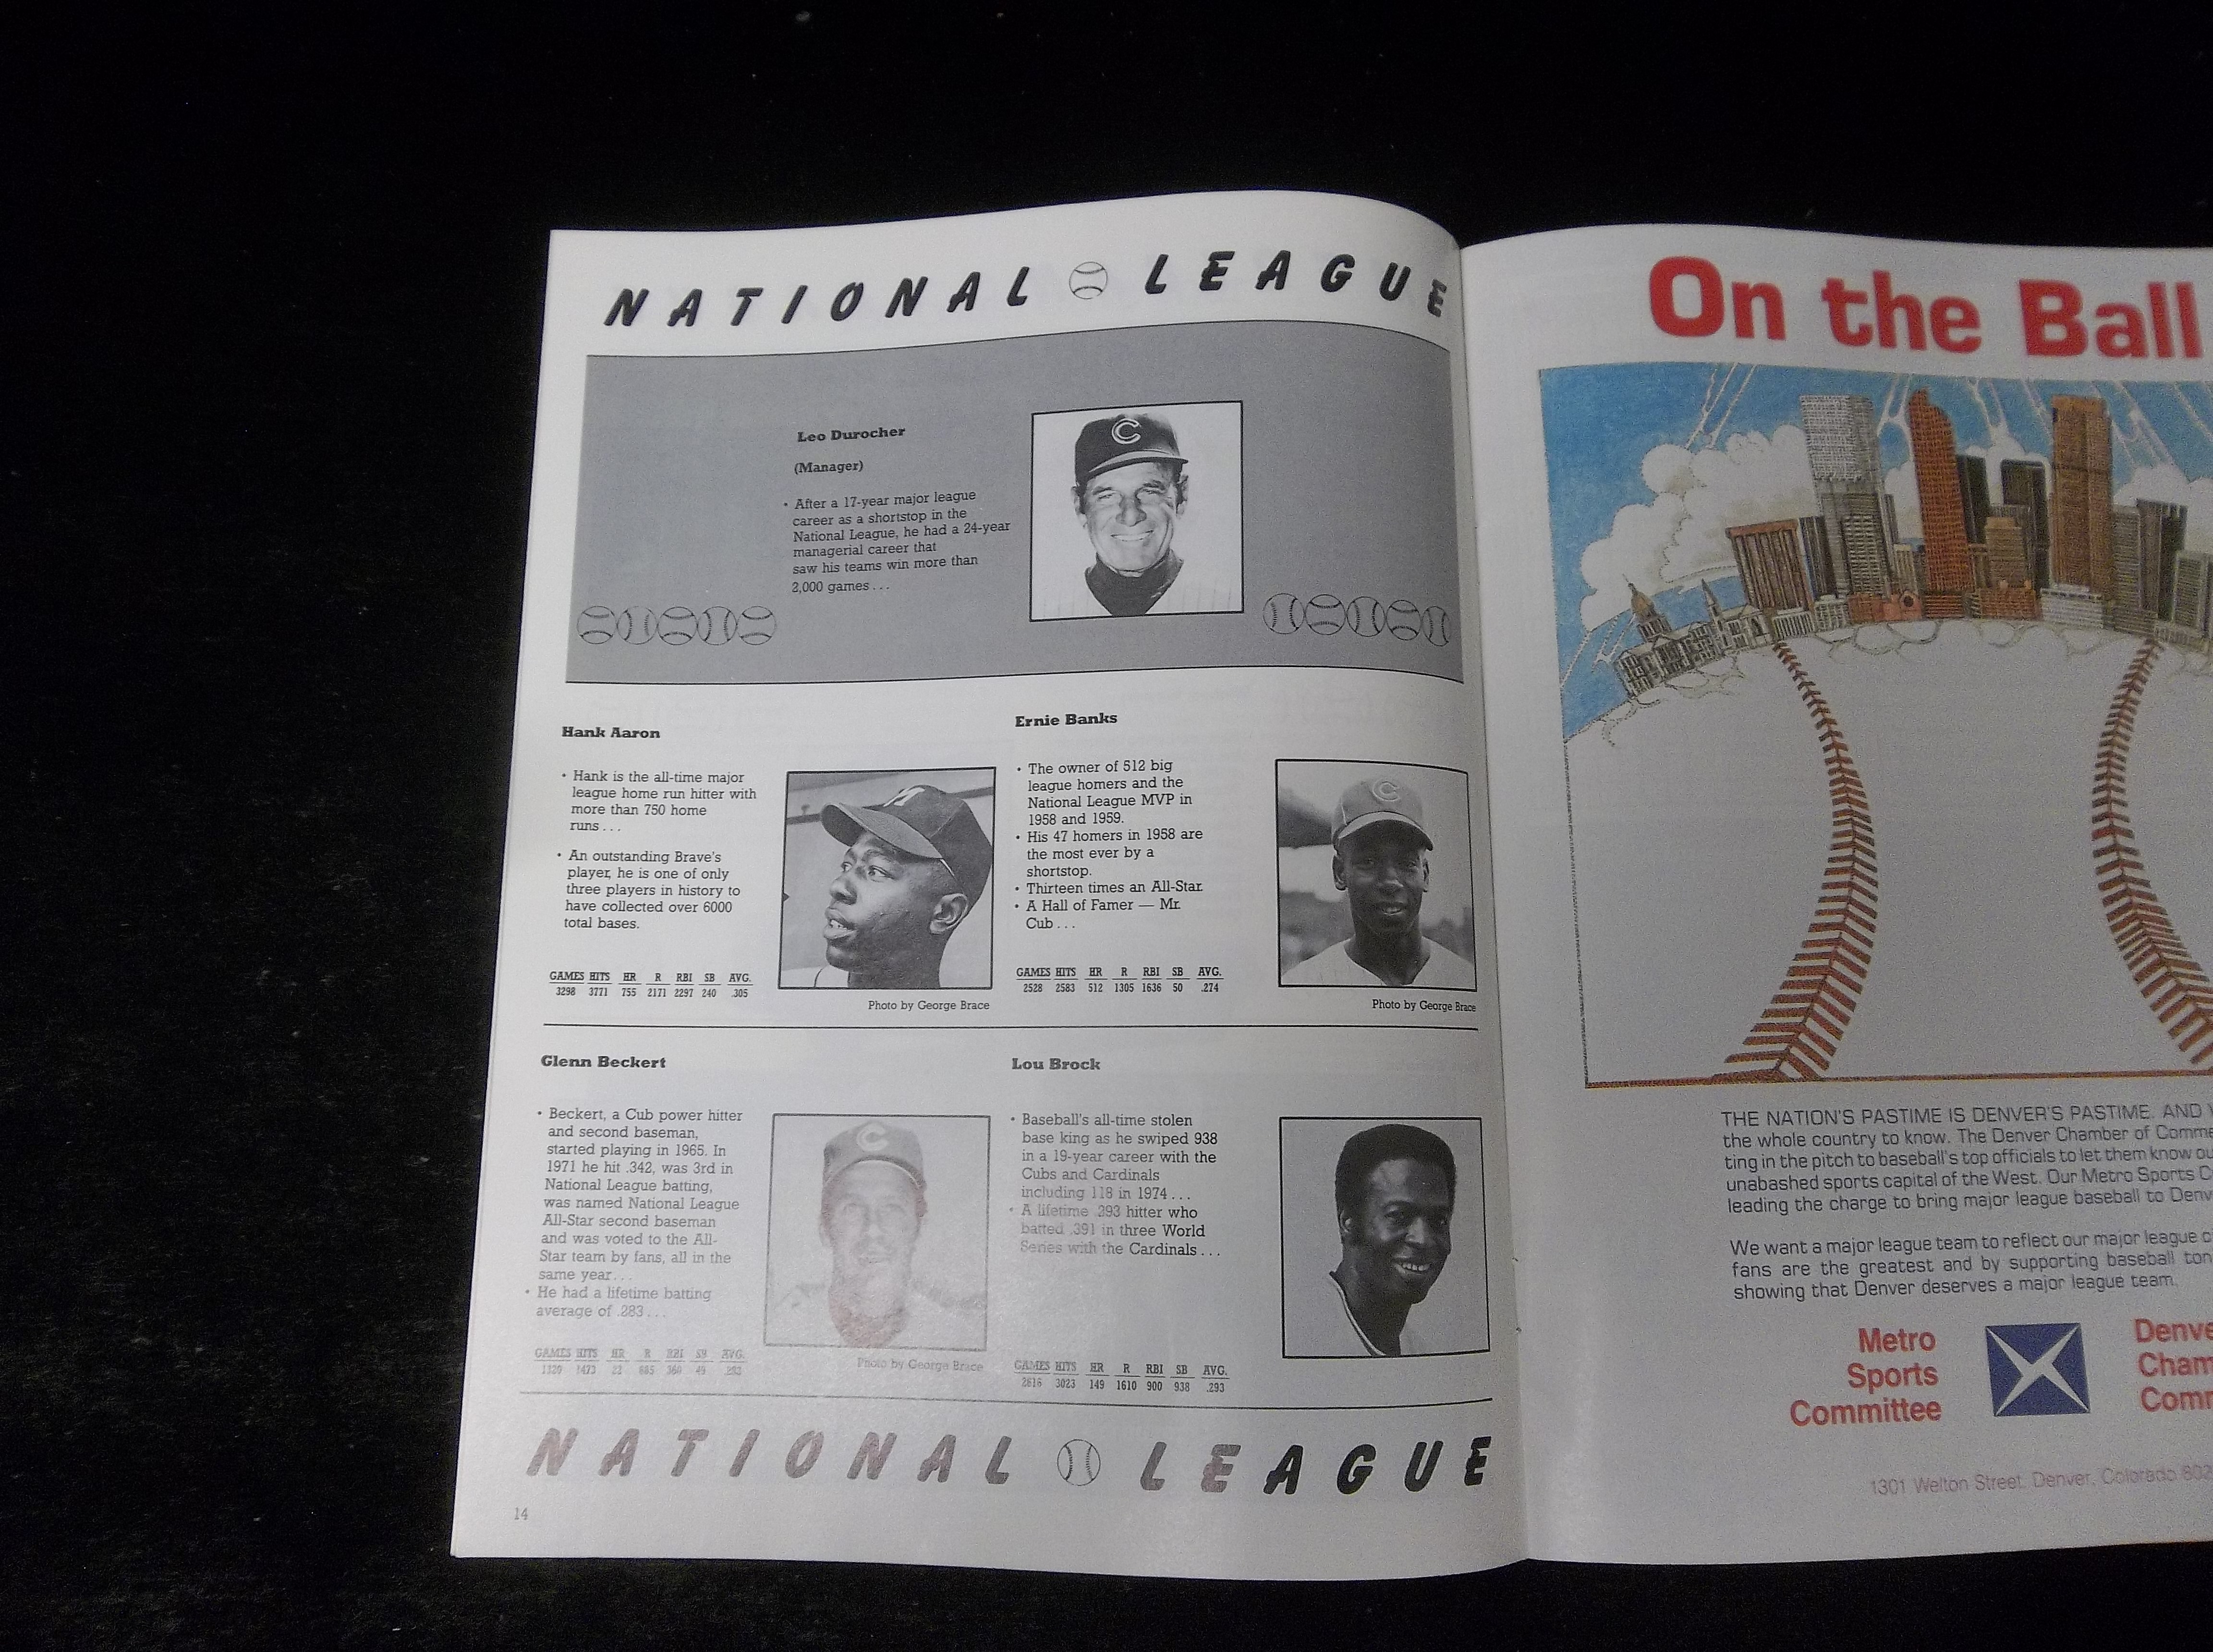 NATIONAL LEAGUE
Leo Durocher
(Manager)
• After a 17-year major league
career as a shortstop in the
National League, he had a 24-year
managerial career that
saw his teams win more than
2,000 games . . .
C
Hank Aaron
• Hank is the all-time major
league home run hitter with
more than 750 home
runs . . .
• An outstanding Brave's
player, he is one of only
three players in history to
have collected over 6000
total bases.
GAMES HITS HR R RBI SB AVG.
3298 3771 755 2171 2297 240 .305
M
Photo by George Brace
Ernie Banks
• The owner of 512 big
league homers and the
National League MVP in
1958 and 1959.
• His 47 homers in 1958 are
the most ever by a
shortstop.
• Thirteen times an All-Star.
• A Hall of Famer — Mr.
Cub . . .
GAMES HITS HR R RBI SB AVG.
2528 2583 512 1305 1636 50 .274
C
Photo by George Brace
Glenn Beckert
• Beckert, a Cub power hitter
and second baseman,
started playing in 1965. In
1971 he hit .342, was 3rd in
National League batting,
was named National League
All-Star second baseman
and was voted to the All-
Star team by fans, all in the
same year . . .
• He had a lifetime batting
average of .283 . . .
GAMES HITS HR R RBI SB AVG.
1320 1473 22 685 360 49 .283
C
Photo by George Brace
Lou Brock
• Baseball's all-time stolen
base king as he swiped 938
in a 19-year career with the
Cubs and Cardinals
including 118 in 1974 . . .
• A lifetime .293 hitter who
batted .391 in three World
Series with the Cardinals . . .
GAMES HITS HR R RBI SB AVG.
2616 3023 149 1610 900 938 .293
NATIONAL LEAGUE
14
On the Ball
THE NATION'S PASTIME IS DENVER'S PASTIME. AND
the whole country to know. The Denver Chamber of Comme
ting in the pitch to baseball's top officials to let them know ou
unabashed sports capital of the West. Our Metro Sports C
leading the charge to bring major league baseball to Denv
We want a major league team to reflect our major league c
fans are the greatest and by supporting baseball ton
showing that Denver deserves a major league team.
Metro
Sports
Committee
Denve
Cham
Comm
1301 Welton Street, Denver, Colorado 802